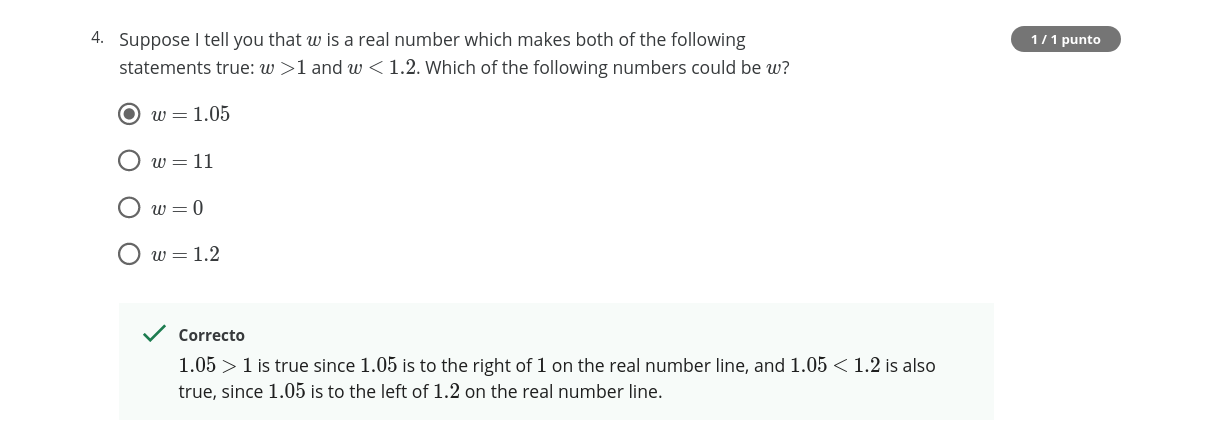 4. Suppose I tell you that w is a real number which makes both of the following
1 / 1 punto
statements true: w >1 and w < 1.2. Which of the following numbers could be w?
w = 1.05
w = 11
w = 0
w = 1.2
Correcto
1.05 > 1 is true since 1.05 is to the right of 1 on the real number line, and 1.05 < 1.2 is also
true, since 1.05 is to the left of 1.2 on the real number line.